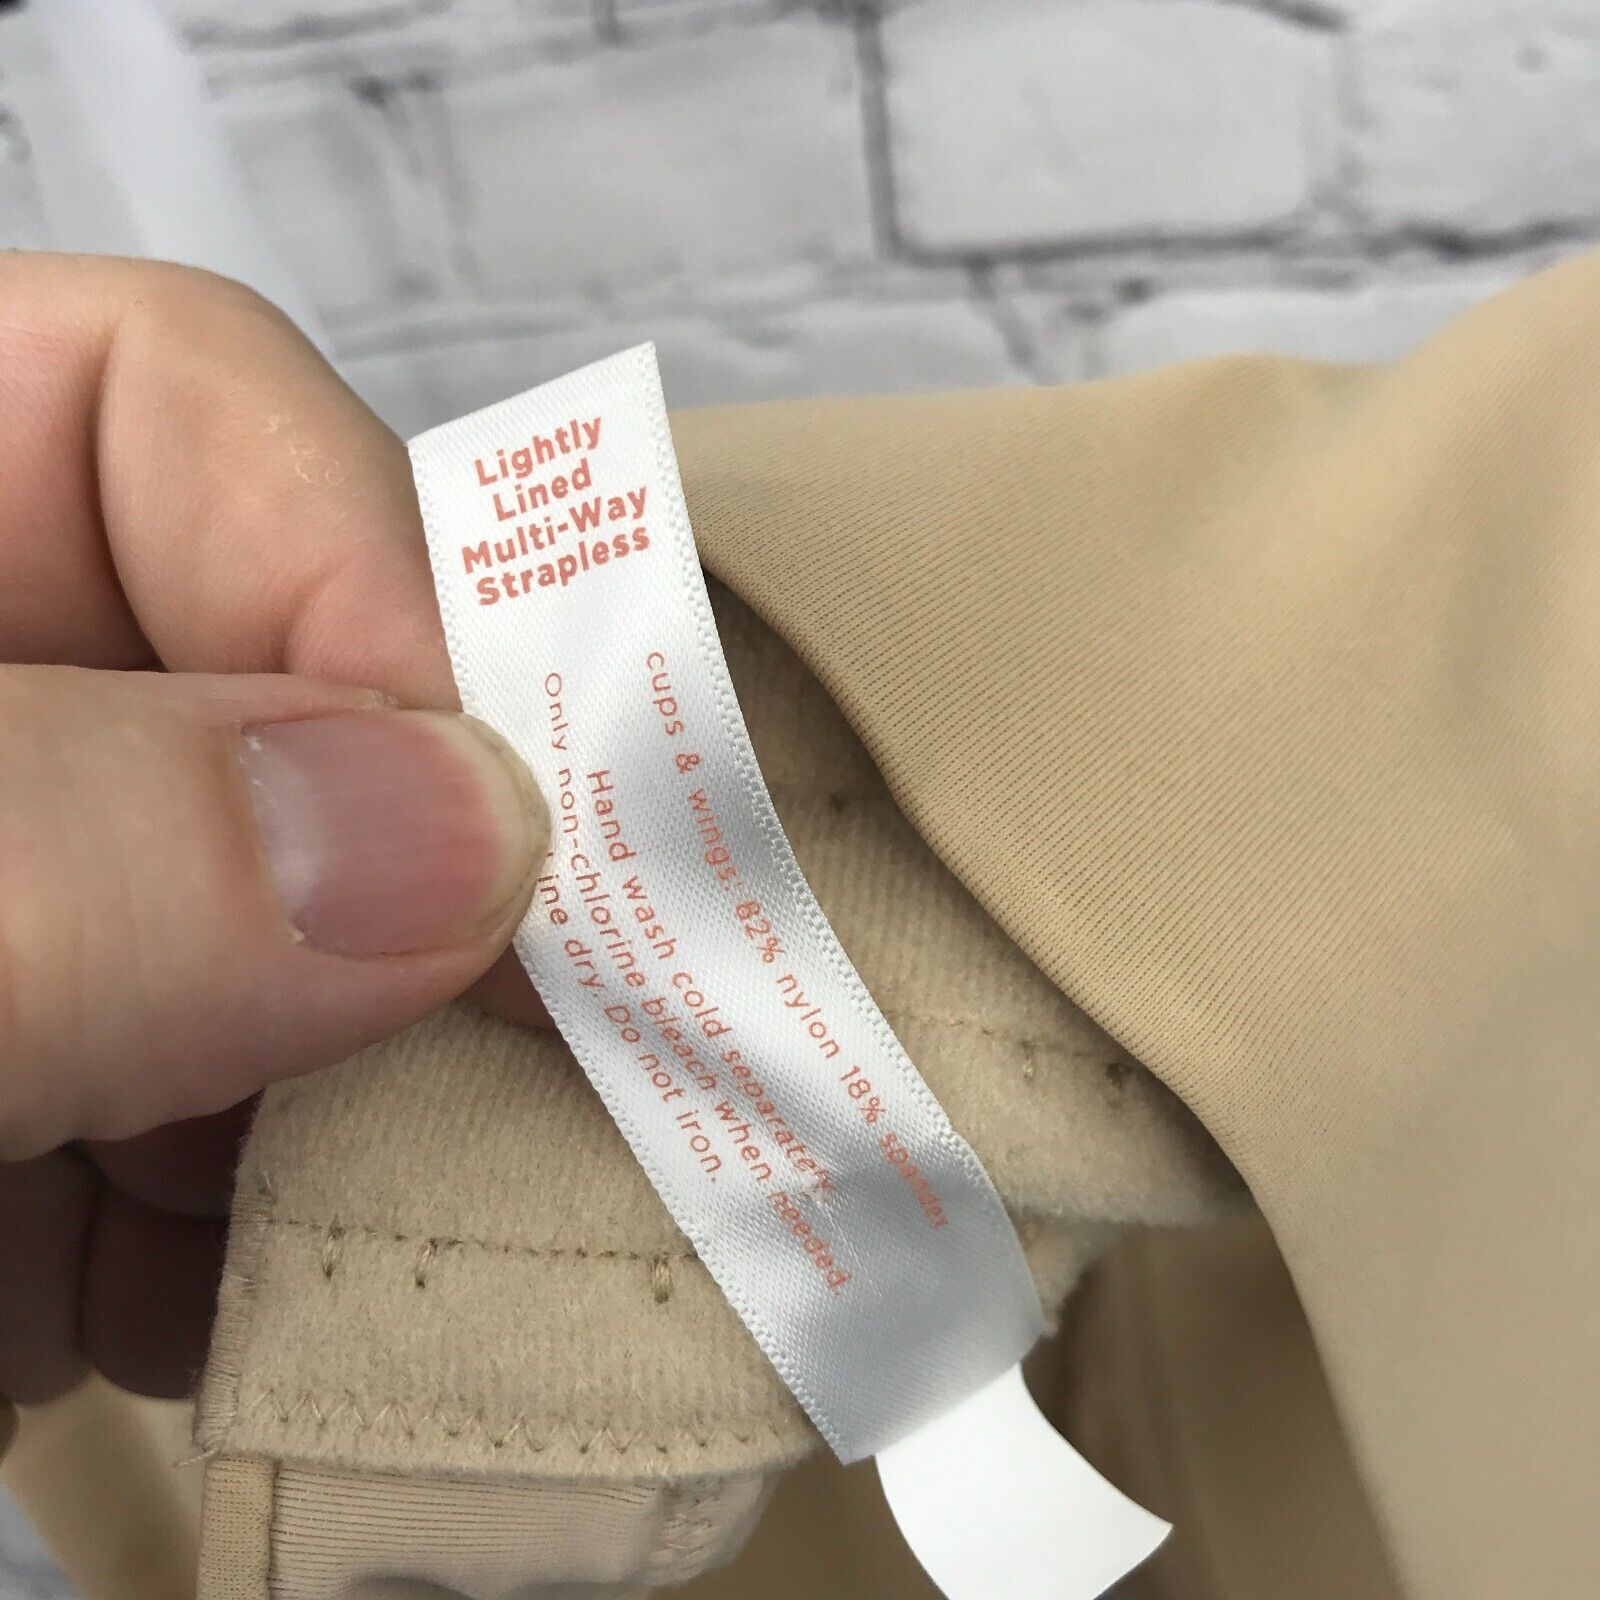 Lightly
Lined
Multi-Way
Strapless
cups & wings: 82% nylon 18% spandex
Hand wash cold separately.
Only non-chlorine bleach when needed.
dry. Do not iron.